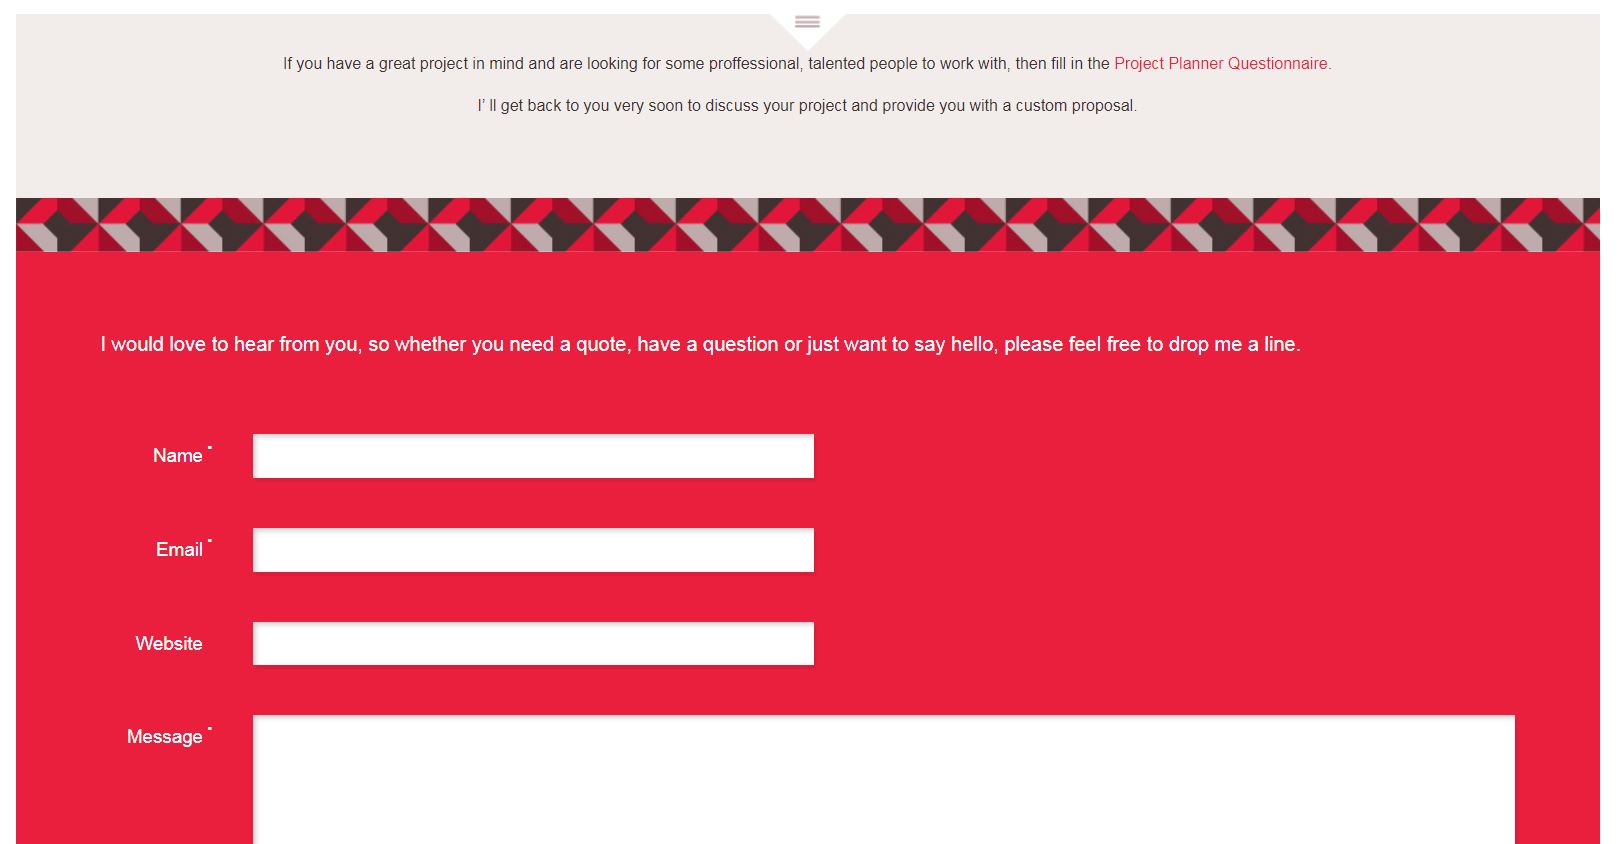 If you have a great project in mind and are looking for some proffessional, talented people to work with, then fill in the Project Planner Questionnaire.
I’ ll get back to you very soon to discuss your project and provide you with a custom proposal.
I would love to hear from you, so whether you need a quote, have a question or just want to say hello, please feel free to drop me a line.
Name *
Email *
Website
Message *